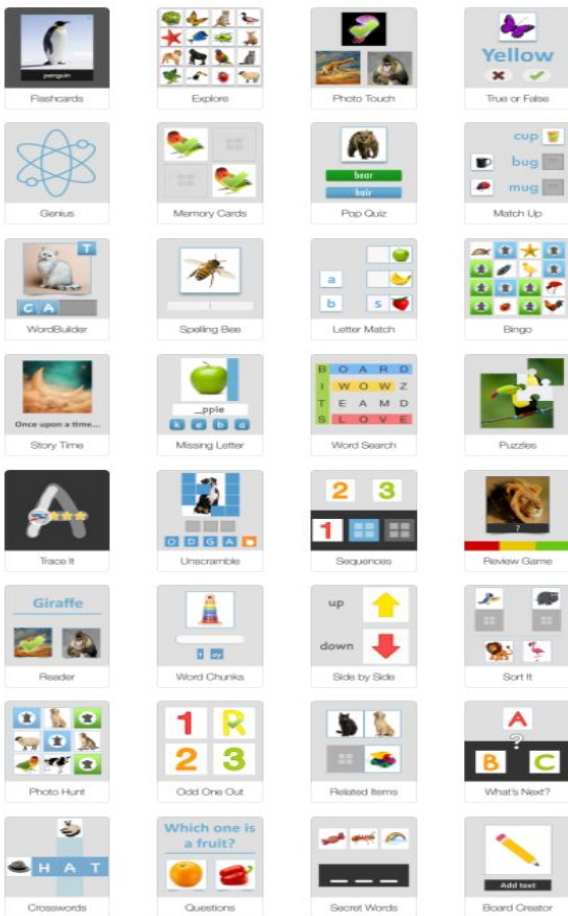 penguin
Flashcards
Explore
Photo Touch
Yellow
True or False
Genius
Memory Cards
bear
hair
Pop Quiz
cup
bug
mug
Match Up
T
C A
WordBuilder
Spelling Bee
a
b
s
Letter Match
Bingo
Once upon a time...
Story Time
_pple
k e b a
Missing Letter
B O A R D
I W O W Z
T E A M D
S L O V E
Word Search
Puzzles
A
Trace It
O D G A
Unscramble
2 3
1
Sequences
?
Review Game
Giraffe
Reader
t oy
Word Chunks
up
down
Side by Side
Sort It
Photo Hunt
1 R
2 3
Odd One Out
Related Items
A
?
B C
What's Next?
H A T
Crosswords
Which one is
a fruit?
Questions
_ _ _
Secret Words
Add text
Board Creator